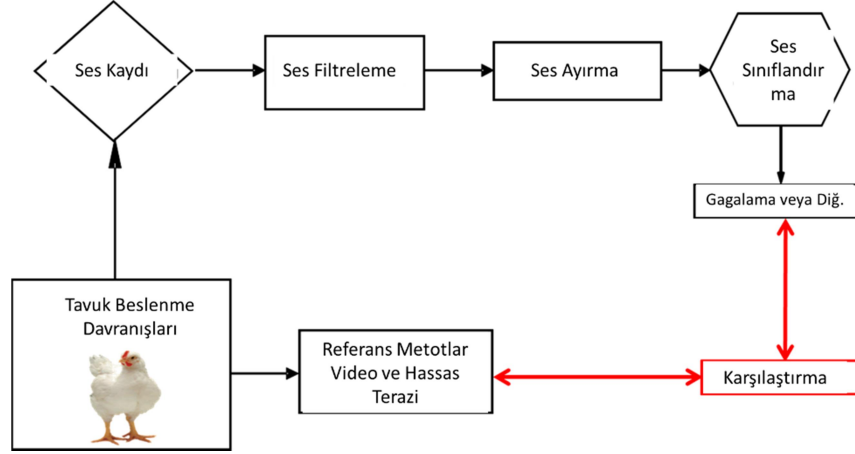 Ses Kaydı
Ses Filtreleme
Ses Ayırma
Ses
Sınıflandır
ma
Gagalama veya Diğ.
Tavuk Beslenme
Davranışları
Referans Metotlar
Video ve Hassas
Terazi
Karşılaştırma